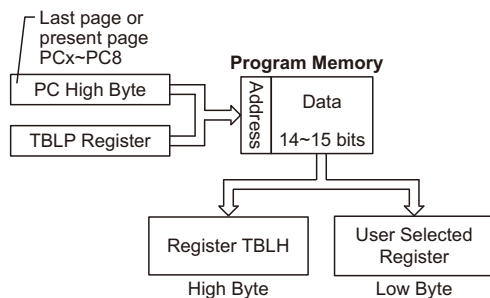 Last page or
present page
PCx~PC8
Program Memory
PC High Byte
TBLP Register
Address
Data
14~15 bits
Register TBLH
User Selected
Register
High Byte
Low Byte